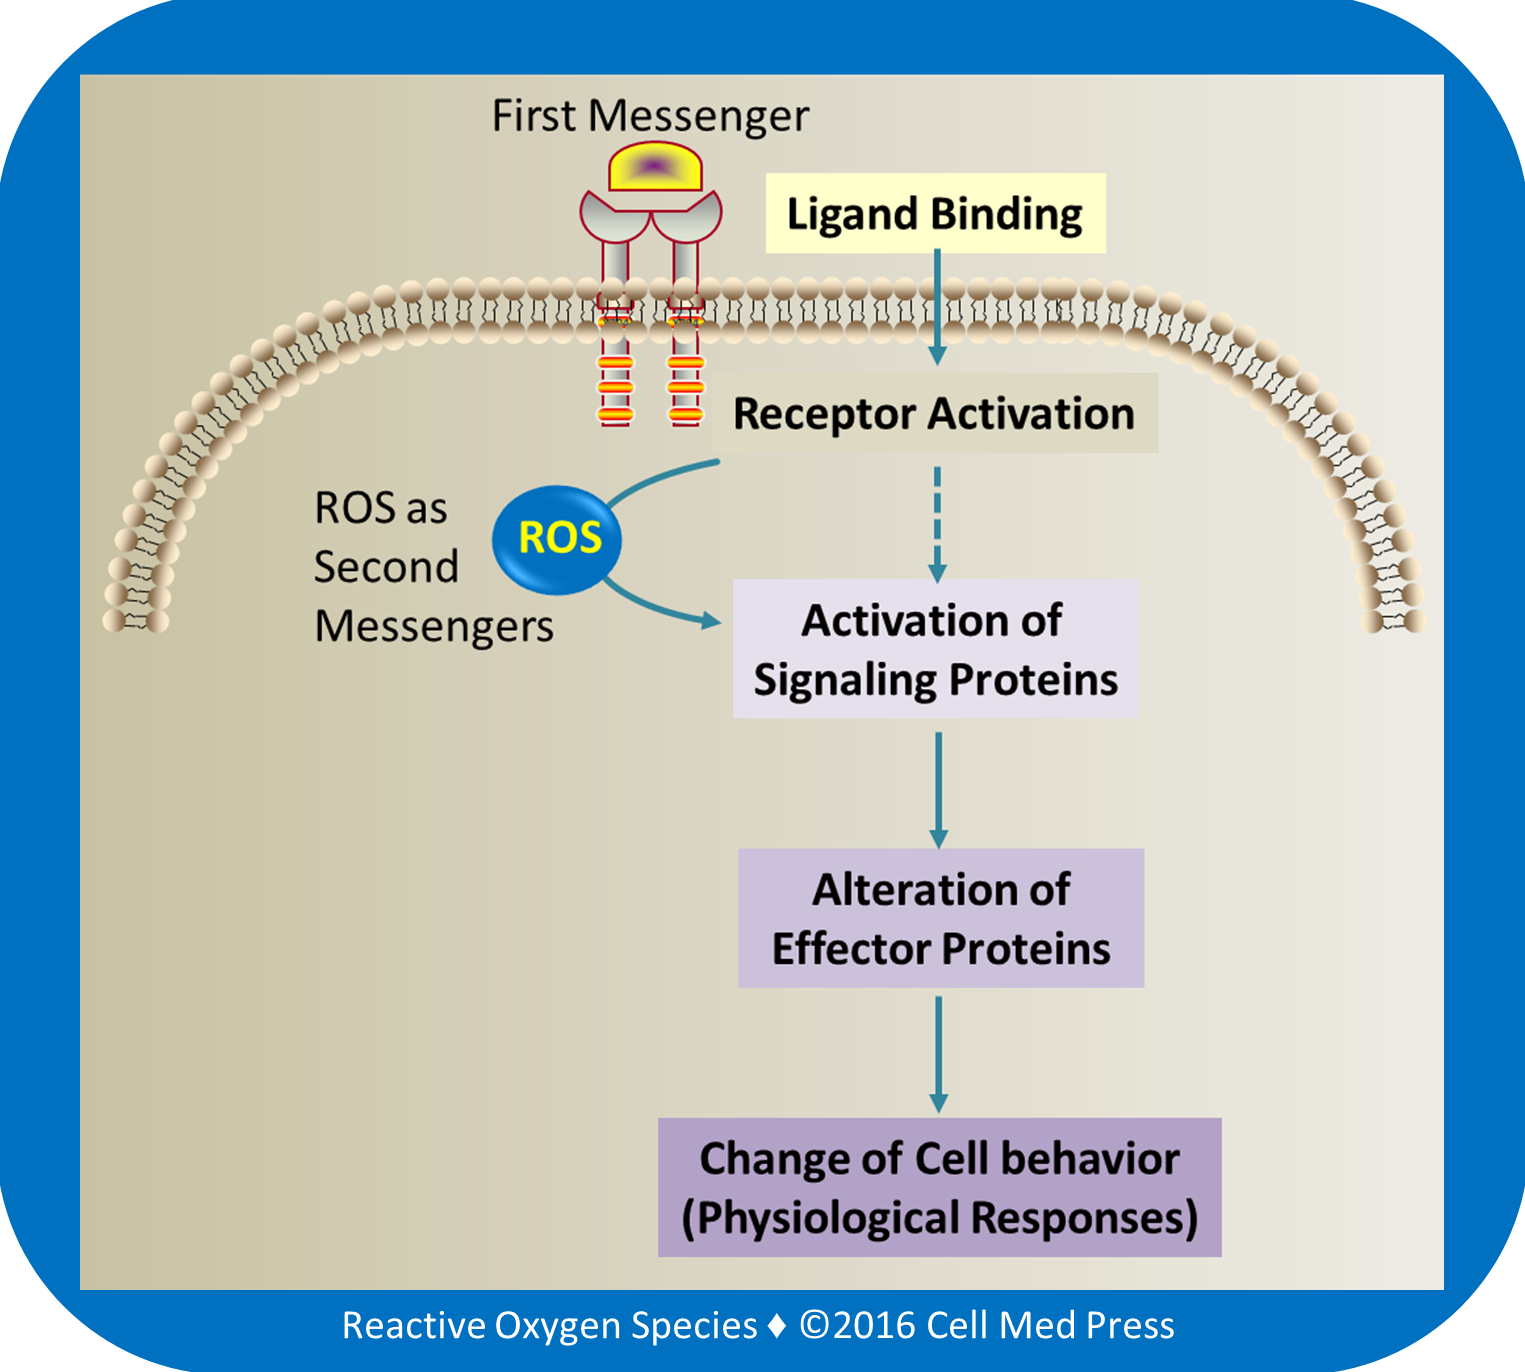 First Messenger
Ligand Binding
Receptor Activation
ROS as
Second
Messengers
ROS
Activation of
Signaling Proteins
Alteration of
Effector Proteins
Change of Cell behavior
(Physiological Responses)
Reactive Oxygen Species ♦ ©2016 Cell Med Press